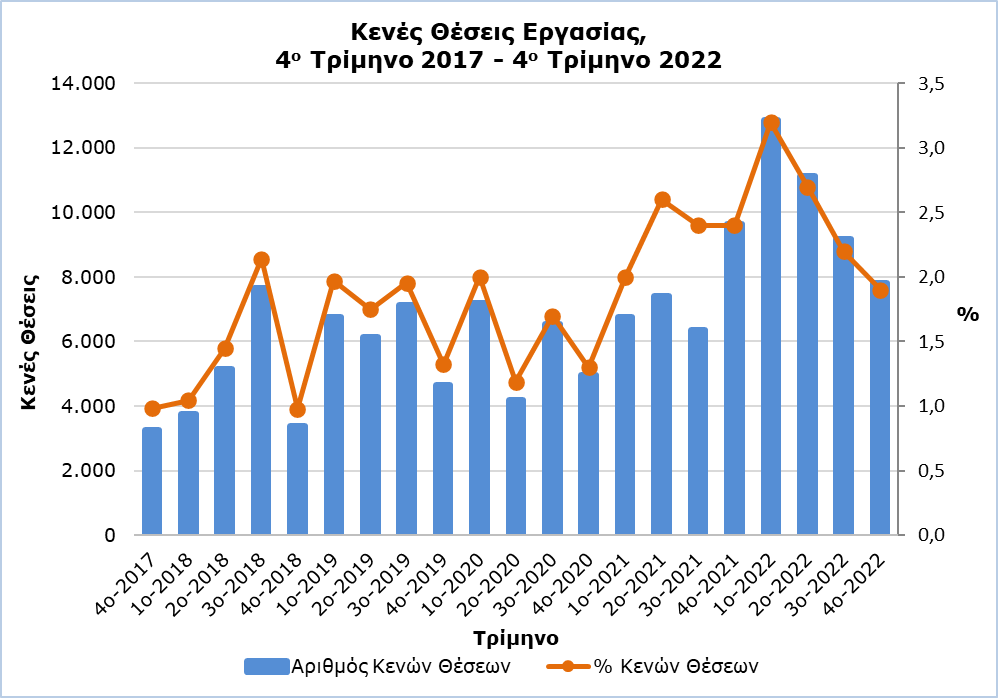 Κενές Θέσεις Εργασίας,
4ο Τρίμηνο 2017 - 4ο Τρίμηνο 2022
14.000
12.000
10.000
8.000
6.000
4.000
2.000
0
Κενές Θέσεις
3,5
3,0
2,5
2,0
1,5
1,0
0,5
0,0
%
4ο-2017
1ο-2018
2ο-2018
3ο-2018
4ο-2018
1ο-2019
2ο-2019
3ο-2019
4ο-2019
1ο-2020
2ο-2020
3ο-2020
4ο-2020
1ο-2021
2ο-2021
3ο-2021
4ο-2021
1ο-2022
2ο-2022
3ο-2022
4ο-2022
Τρίμηνο
Αριθμός Κενών Θέσεων
% Κενών Θέσεων